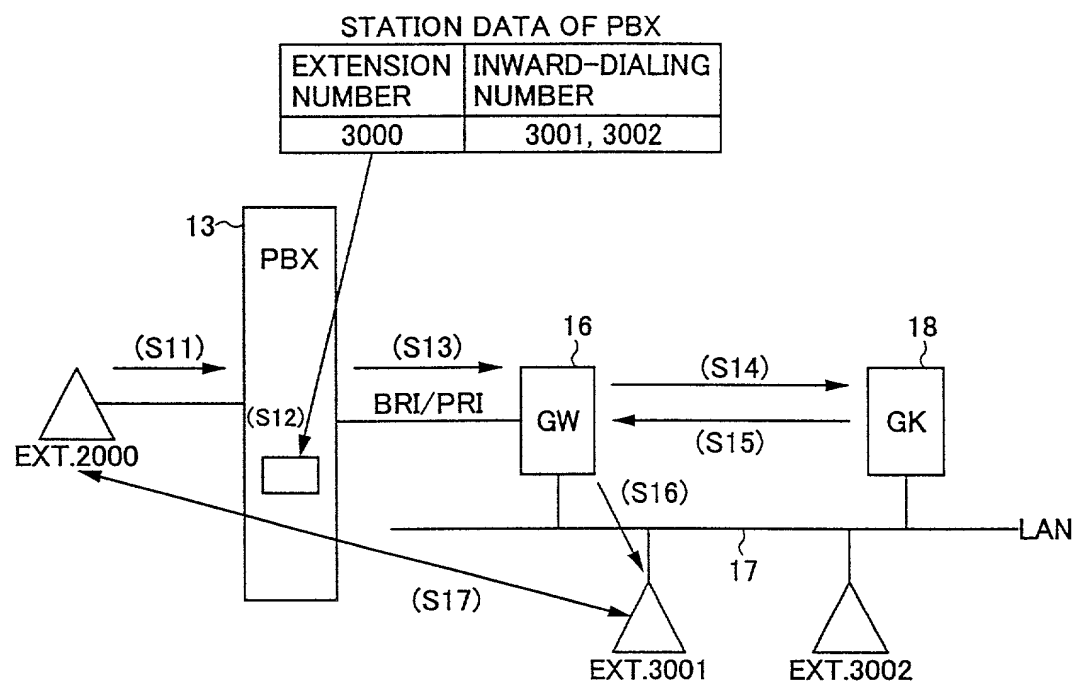 STATION DATA OF PBX
EXTENSION NUMBER
INWARD-DIALING NUMBER
3000
3001, 3002
13
PBX
16
18
(S11)
(S13)
(S14)
(S12)
BRI/PRI
GW
GK
(S15)
EXT.2000
(S16)
LAN
17
(S17)
EXT.3001
EXT.3002